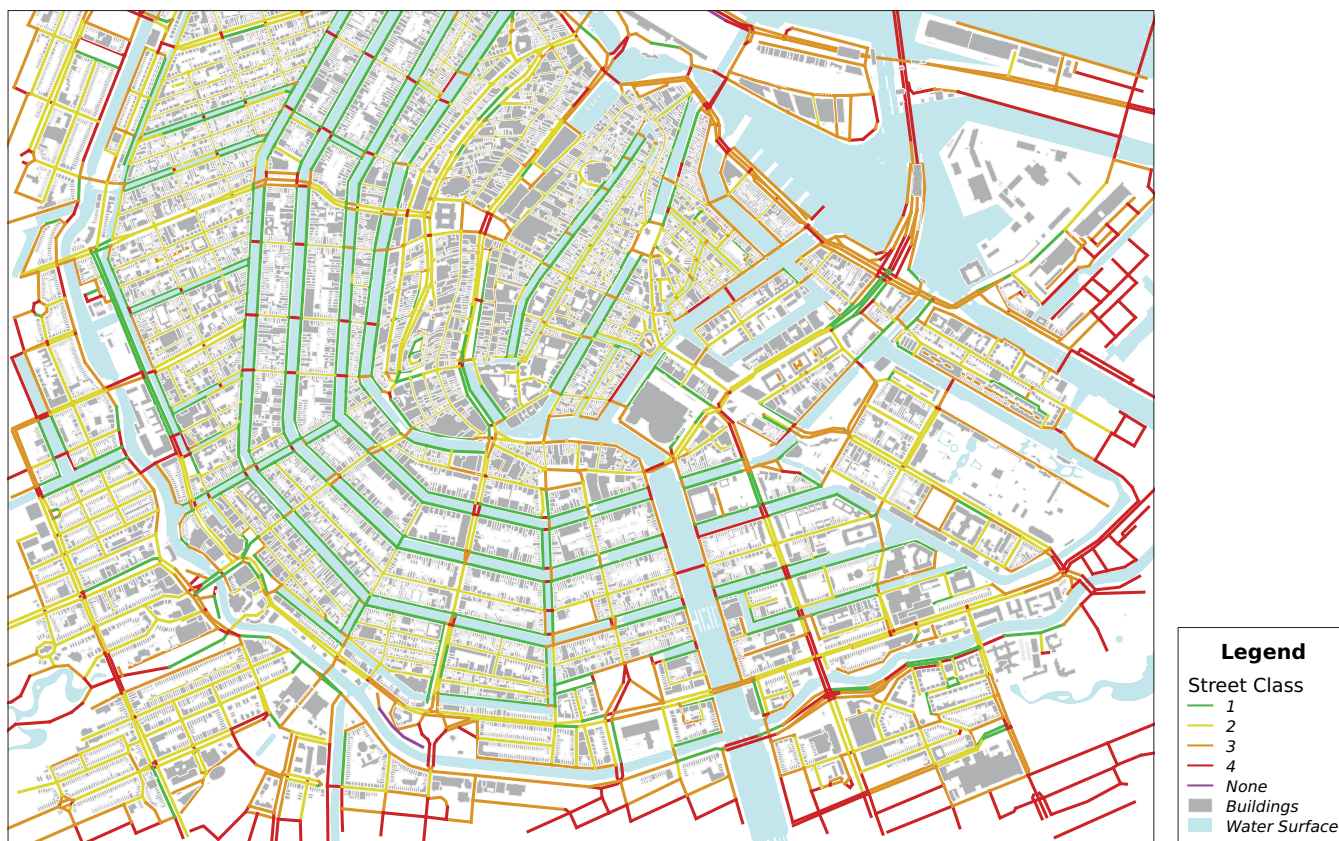 Legend
Street Class
1
2
3
4
None
Buildings
Water Surface